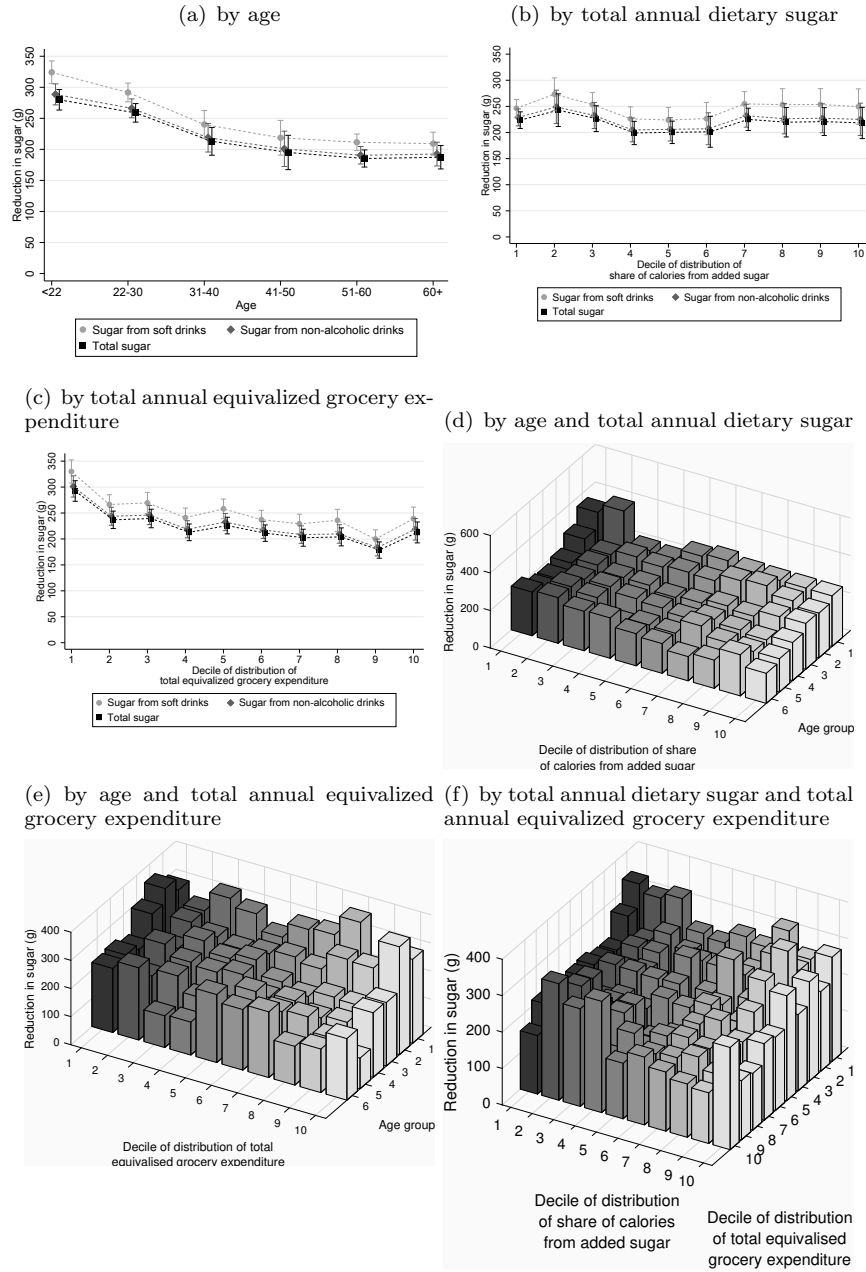 (a) by age
350
300
250
200
150
100
50
0
Reduction in sugar (g)
<22 22-30 31-40 41-50 51-60 60+
Age
Sugar from soft drinks Sugar from non-alcoholic drinks
Total sugar
(b) by total annual dietary sugar
350
300
250
200
150
100
50
0
Reduction in sugar (g)
1 2 3 4 5 6 7 8 9 10
Decile of distribution of
share of calories from added sugar
Sugar from soft drinks Sugar from non-alcoholic drinks
Total sugar
(c) by total annual equivalized grocery ex-
penditure
350
300
250
200
150
100
50
0
Reduction in sugar (g)
1 2 3 4 5 6 7 8 9 10
Decile of distribution of
total equivalized grocery expenditure
Sugar from soft drinks Sugar from non-alcoholic drinks
Total sugar
(d) by age and total annual dietary sugar
600
400
200
0
Reduction in sugar (g)
1 2 3 4 5 6 7 8 9 10
6 5 4 3 2 1
Age group
Decile of distribution of share
of calories from added sugar
(e) by age and total annual equivalized
grocery expenditure
400
300
200
100
0
Reduction in sugar (g)
1 2 3 4 5 6 7 8 9 10
6 5 4 3 2 1
Age group
Decile of distribution of total
equivalised grocery expenditure
(f) by total annual dietary sugar and total
annual equivalized grocery expenditure
400
300
200
100
0
Reduction in sugar (g)
1 2 3 4 5 6 7 8 9 10
10 9 8 7 6 5 4 3 2 1
Decile of distribution
of share of calories
from added sugar
Decile of distribution
of total equivalised
grocery expenditure